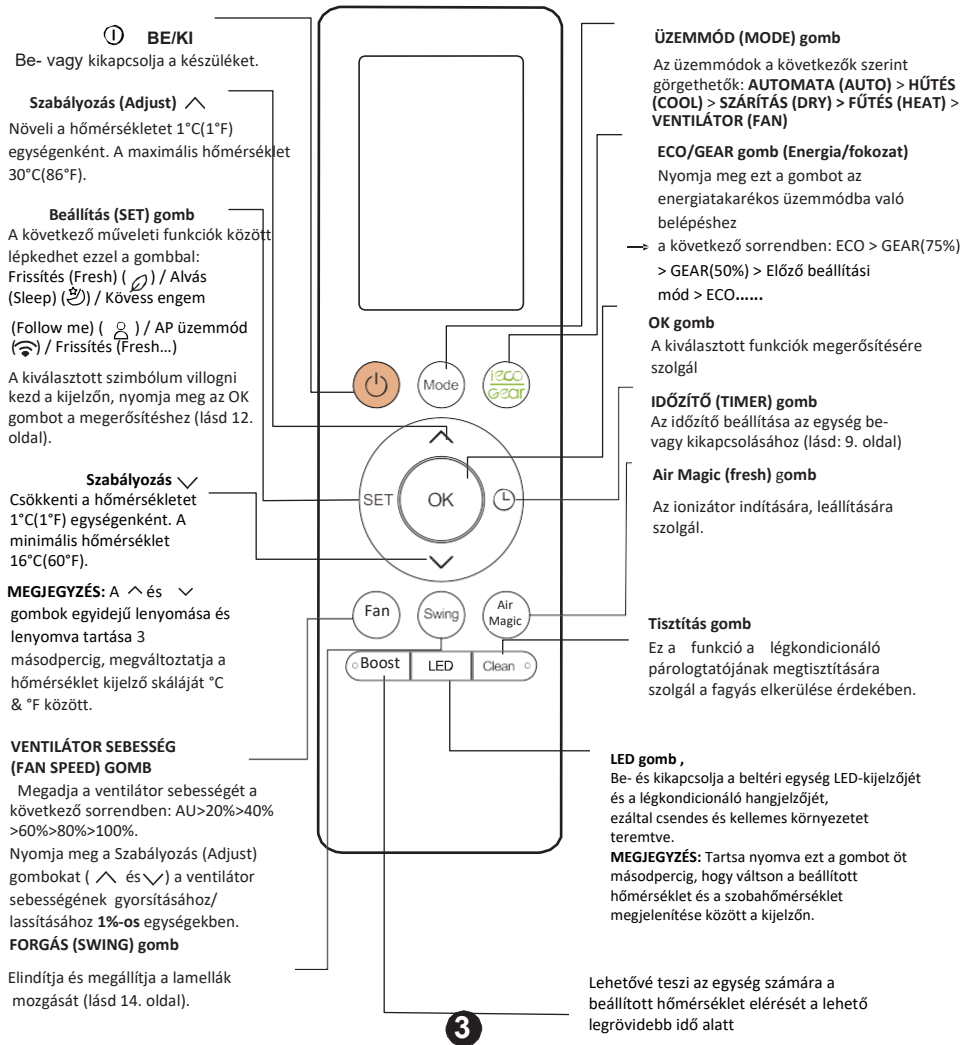 BE/KI
Be- vagy kikapcsolja a készüléket.
Szabályozás (Adjust)
Növeli a hőmérsékletet 1°C(1°F)
egységenként. A maximális hőmérséklet
30°C(86°F).
Beállítás (SET) gomb
A következő műveleti funkciók között
lépkedhet ezzel a gombbal:
Frissítés (Fresh) ( ) / Alvás
(Sleep) ( ) / Kövess engem
(Follow me) ( ) / AP üzemmód
( ) / Frissítés (Fresh...)
A kiválasztott szimbólum villogni
kezd a kijelzőn, nyomja meg az OK
gombot a megerősítéshez (lásd 12.
oldal).
Szabályozás
Csökkenti a hőmérsékletet
1°C(1°F) egységenként. A
minimális hőmérséklet
16°C(60°F).
MEGJEGYZÉS: A és
gombok egyidejű lenyomása és
lenyomva tartása 3
másodpercig, megváltoztatja a
hőmérséklet kijelző skáláját °C
& °F között.
VENTILÁTOR SEBESSÉG
(FAN SPEED) GOMB
Megadja a ventilátor sebességét a
következő sorrendben: AU>20%>40%
>60%>80%>100%.
Nyomja meg a Szabályozás (Adjust)
gombokat ( és ) a ventilátor
sebességének gyorsításához/
lassításához 1%-os egységekben.
FORGÁS (SWING) gomb
Elindítja és megállítja a lamellák
mozgását (lásd 14. oldal).
Mode
ieco
Gear
SET
OK
Fan
Swing
Air
Magic
Boost
LED
Clean
ÜZEMMÓD (MODE) gomb
Az üzemmódok a következők szerint
görgethetők: AUTOMATA (AUTO) > HŰTÉS
(COOL) > SZÁRÍTÁS (DRY) > FŰTÉS (HEAT) >
VENTILÁTOR (FAN)
ECO/GEAR gomb (Energia/fokozat)
Nyomja meg ezt a gombot az
energiatakarékos üzemmódba való
belépéshez
a következő sorrendben: ECO > GEAR(75%)
> GEAR(50%) > Előző beállítási
mód > ECO......
OK gomb
A kiválasztott funkciók megerősítésére
szolgál
IDŐZÍTŐ (TIMER) gomb
Az időzítő beállítása az egység be-
vagy kikapcsolásához (lásd: 9. oldal)
Air Magic (fresh) gomb
Az ionizátor indítására, leállítására
szolgál.
Tisztítás gomb
Ez a funkció a légkondicionáló
párologtatójának megtisztítására
szolgál a fagyás elkerülése érdekében.
LED gomb ,
Be- és kikapcsolja a beltéri egység LED-kijelzőjét
és a légkondicionáló hangjelzőjét,
ezáltal csendes és kellemes környezetet
teremtve.
MEGJEGYZÉS: Tartsa nyomva ezt a gombot öt
másodpercig, hogy váltson a beállított
hőmérséklet és a szobahőmérséklet
megjelenítése között a kijelzőn.
Lehetővé teszi az egység számára a
beállított hőmérséklet elérését a lehető
legrövidebb idő alatt
3